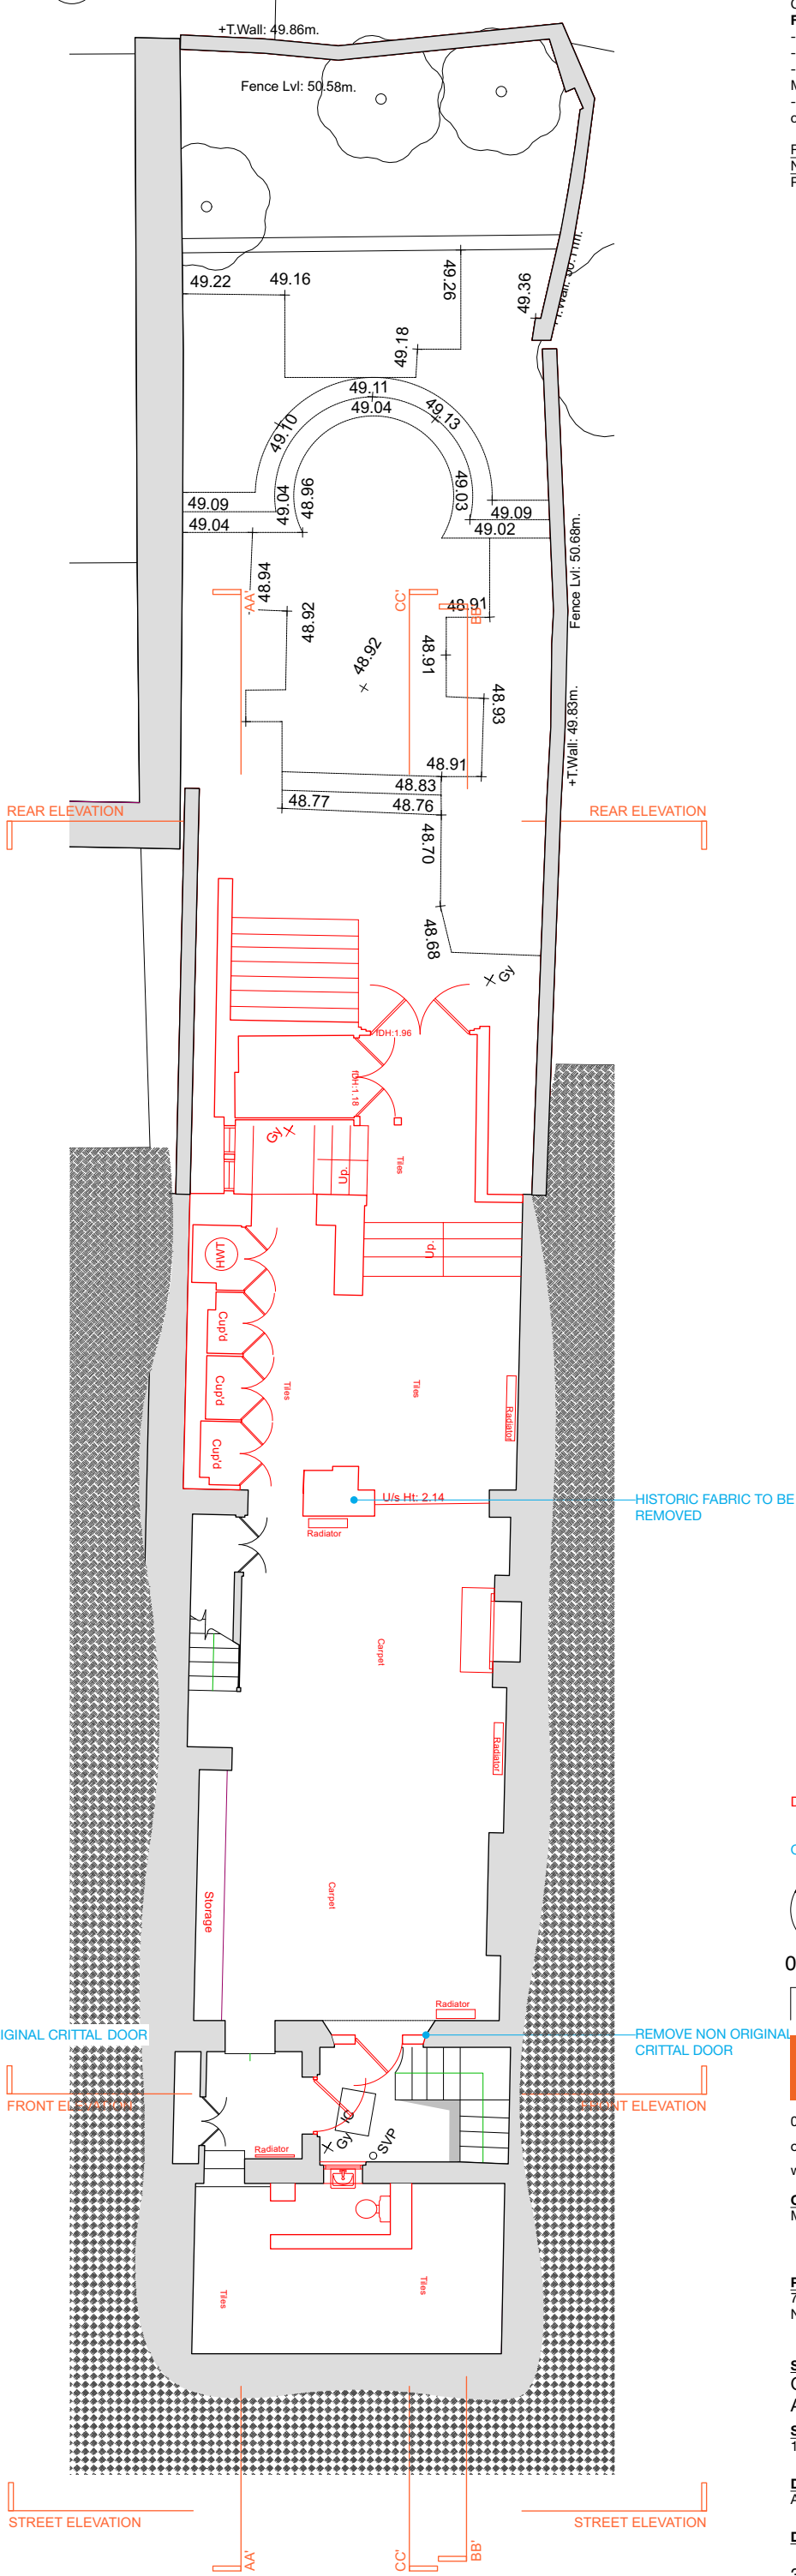 +T.Wall: 49.86m.
Fence Lvl: 50.58m.
49.22
49.16
49.26
49.36
49.18
49.11
49.04
49.10
49.13
49.09
49.04
49.04
48.96
49.03
49.09
49.02
Fence Lvl: 50.68m.
48.94
48.92
AA'
CC'
48.91
BB'
48.92
48.91
48.93
+T.Wall: 49.83m.
48.91
48.83
48.77
48.76
REAR ELEVATION
REAR ELEVATION
48.70
48.68
Gy
fDH:1.96
fDH:1.18
Gy
Up.
Tiles
Up.
HWT
Cup'd
Cup'd
Cup'd
Tiles
Tiles
Radiator
U/s Ht: 2.14
HISTORIC FABRIC TO BE
REMOVED
Radiator
Carpet
Radiator
Storage
Carpet
Radiator
IGINAL CRITTAL DOOR
REMOVE NON ORIGINAL
CRITTAL DOOR
FRONT ELEVATION
FRONT ELEVATION
IC
Gy
SVP
Radiator
Tiles
Tiles
STREET ELEVATION
STREET ELEVATION
AA'
CC'
BB'